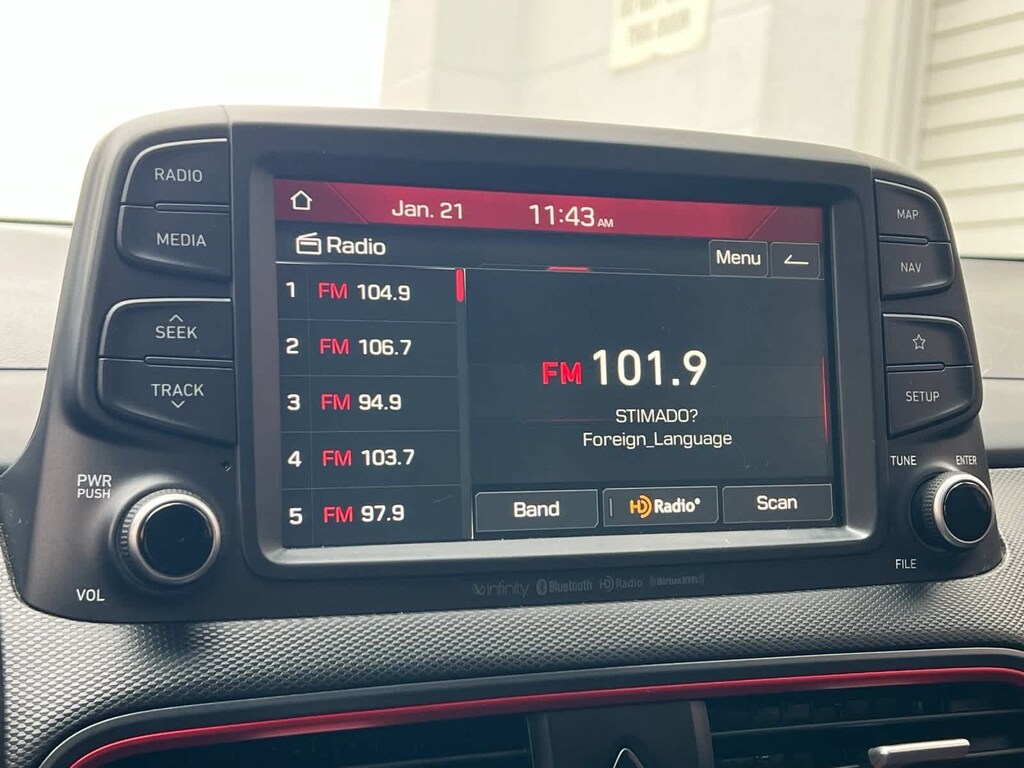 RADIO
MEDIA
SEEK
TRACK
PWR
PUSH
VOL
Jan. 21 11:43 AM
Radio
Menu
1 FM 104.9
2 FM 106.7
3 FM 94.9
4 FM 103.7
5 FM 97.9
FM 101.9
STIMADO?
Foreign_Language
Band
HD Radio
Scan
infinity Bluetooth HD Radio SiriusXM
MAP
NAV
SETUP
TUNE
ENTER
FILE